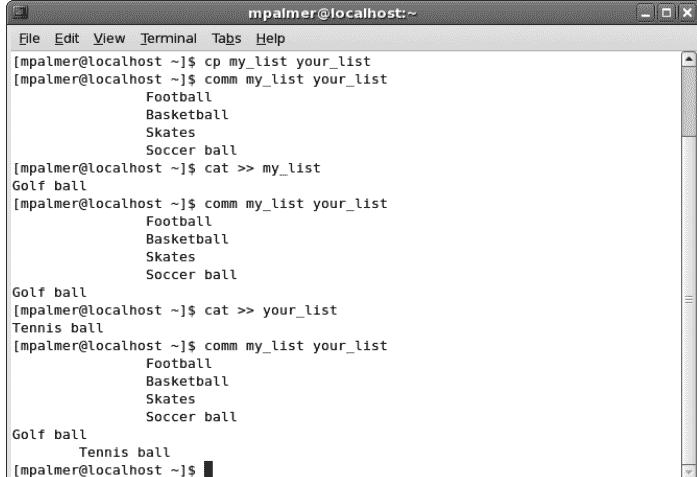 mpalmer@localhost:~
File Edit View Terminal Tabs Help
[mpalmer@localhost ~]$ cp my_list your_list
[mpalmer@localhost ~]$ comm my_list your_list
Football
Basketball
Skates
Soccer ball
[mpalmer@localhost ~]$ cat >> my_list
Golf ball
[mpalmer@localhost ~]$ comm my_list your_list
Football
Basketball
Skates
Soccer ball
Golf ball
[mpalmer@localhost ~]$ cat >> your_list
Tennis ball
[mpalmer@localhost ~]$ comm my_list your_list
Football
Basketball
Skates
Soccer ball
Golf ball
Tennis ball
[mpalmer@localhost ~]$